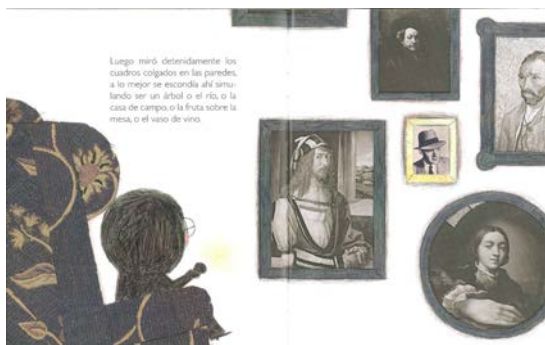 Luego miró detenidamente los
cuadros colgados en las paredes,
a lo mejor se escondía ahí simu-
lando ser un árbol o el río, o la
casa de campo, o la fruta sobre la
mesa, o el vaso de vino.